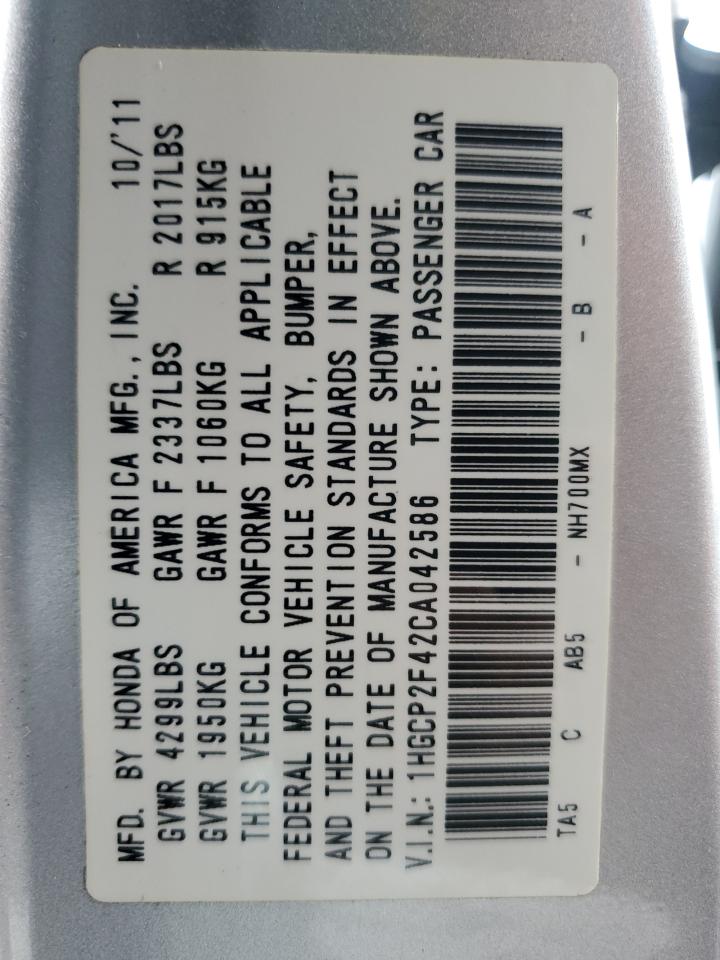 MFD. BY HONDA OF AMERICA MFG., INC. 10/'11
GVWR 4299LBS GAWR F 2337LBS R 2017LBS
GVWR 1950KG GAWR F 1060KG R 915KG
THIS VEHICLE CONFORMS TO ALL APPLICABLE
FEDERAL MOTOR VEHICLE SAFETY, BUMPER,
AND THEFT PREVENTION STANDARDS IN EFFECT
ON THE DATE OF MANUFACTURE SHOWN ABOVE.
V.I.N.: 1HGCP2F42CA042586 TYPE: PASSENGER CAR
TA5 C AB5 - NH700MX - B - A